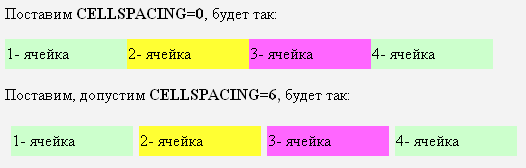 Поставим CELLSPACING=0, будет так:
1- ячейка 2- ячейка 3- ячейка 4- ячейка
Поставим, допустим CELLSPACING=6, будет так:
1- ячейка 2- ячейка 3- ячейка 4- ячейка